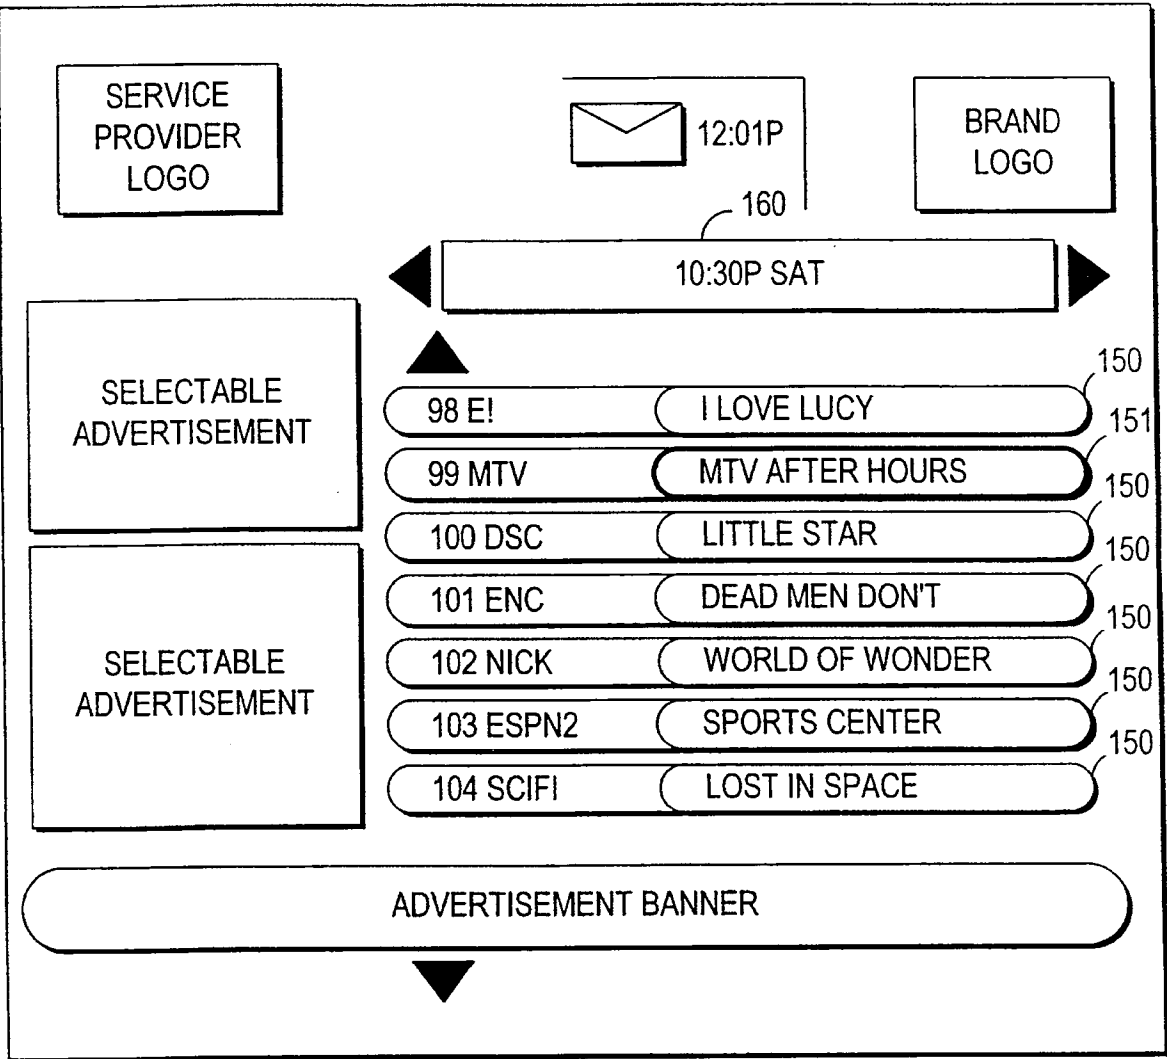 SERVICE
PROVIDER
LOGO
12:01P
BRAND
LOGO
160
10:30P SAT
SELECTABLE
ADVERTISEMENT
150
98 E! I LOVE LUCY
151
99 MTV MTV AFTER HOURS
150
100 DSC LITTLE STAR
150
101 ENC DEAD MEN DON'T
150
102 NICK WORLD OF WONDER
150
103 ESPN2 SPORTS CENTER
150
104 SCIFI LOST IN SPACE
SELECTABLE
ADVERTISEMENT
ADVERTISEMENT BANNER